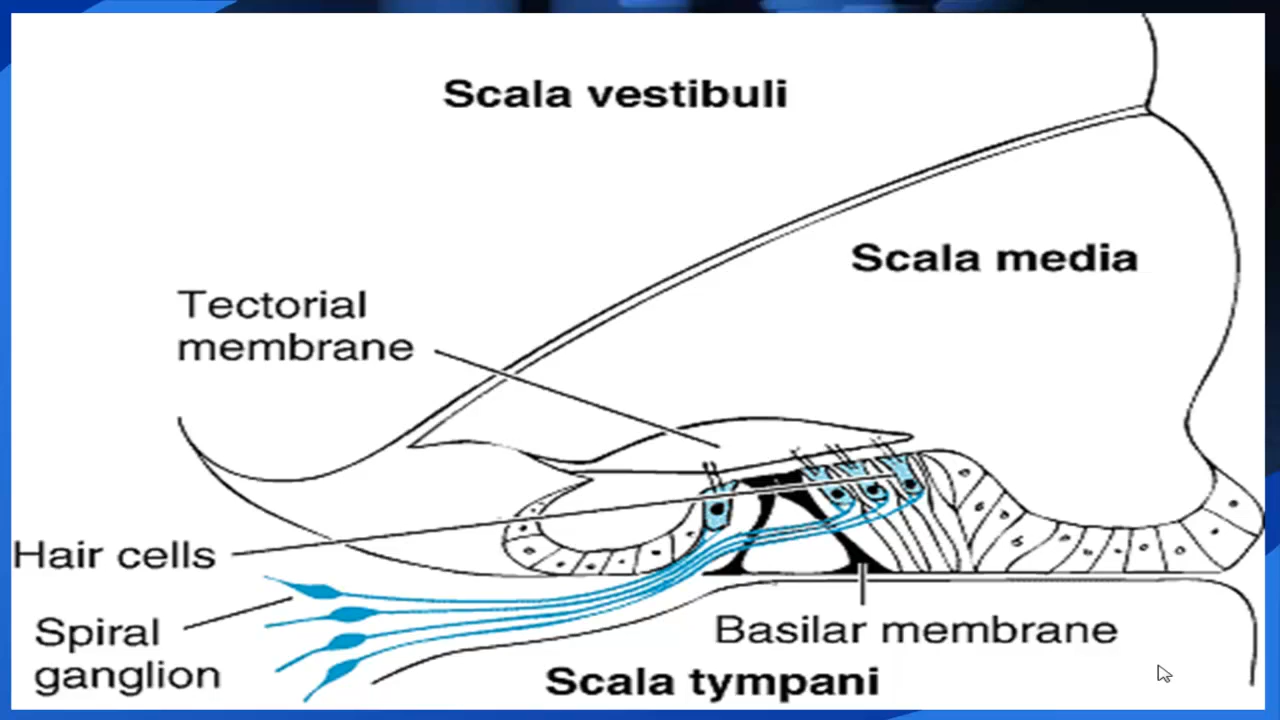 Scala vestibuli
Scala media
Tectorial
membrane
Hair cells
Spiral
ganglion
Basilar membrane
Scala tympani